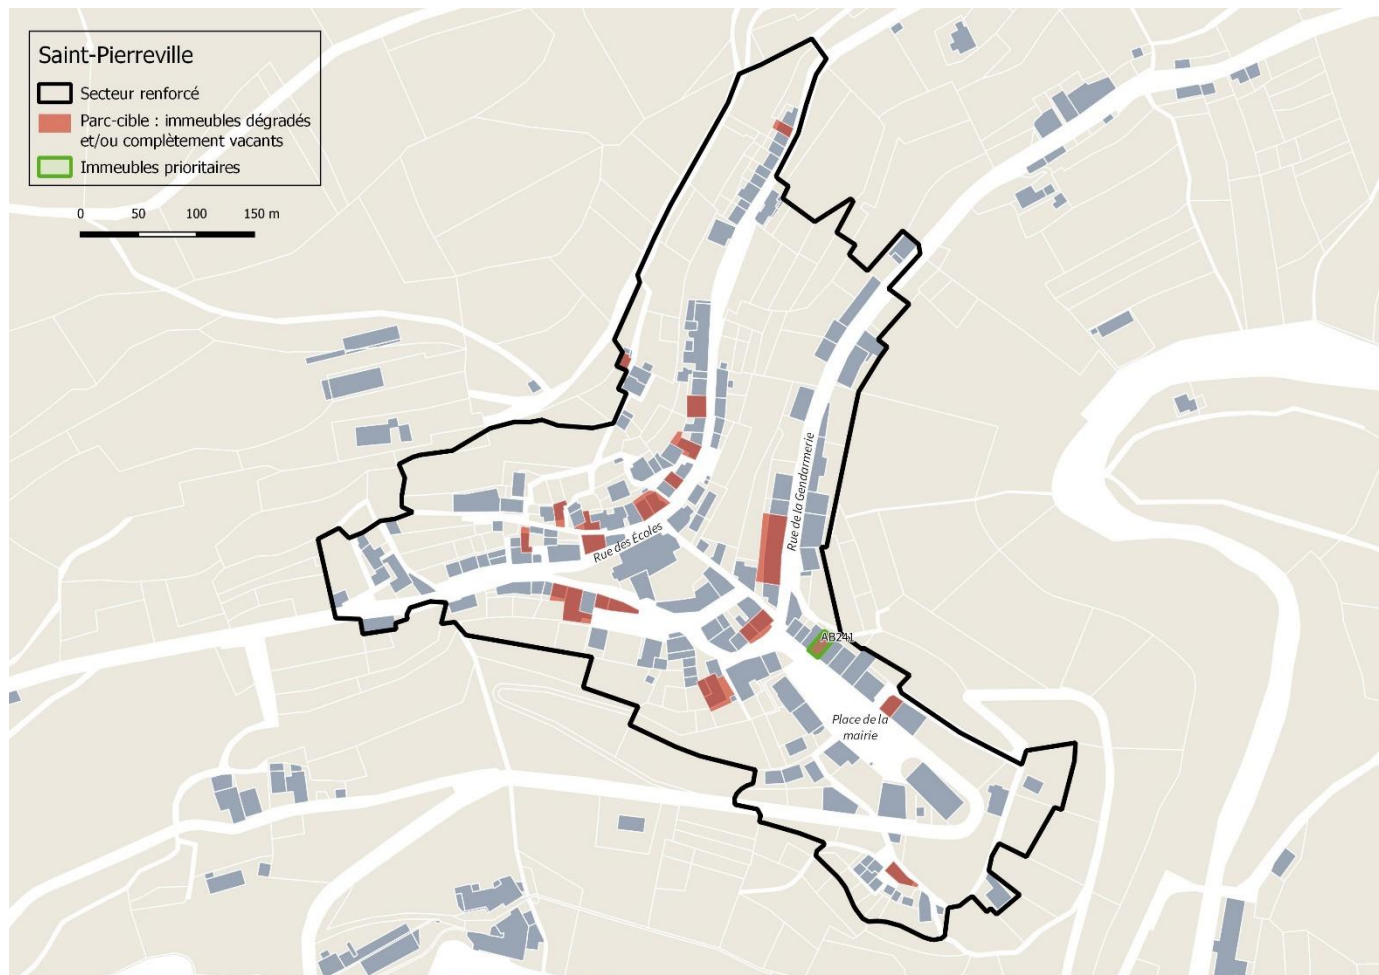 Saint-Pierreville
Secteur renforcé
Parc-cible : immeubles dégradés
et/ou complètement vacants
Immeubles prioritaires
0 50 100 150 m
Rue de la Gendarmerie
Rue des Écoles
AB241
Place de la
mairie